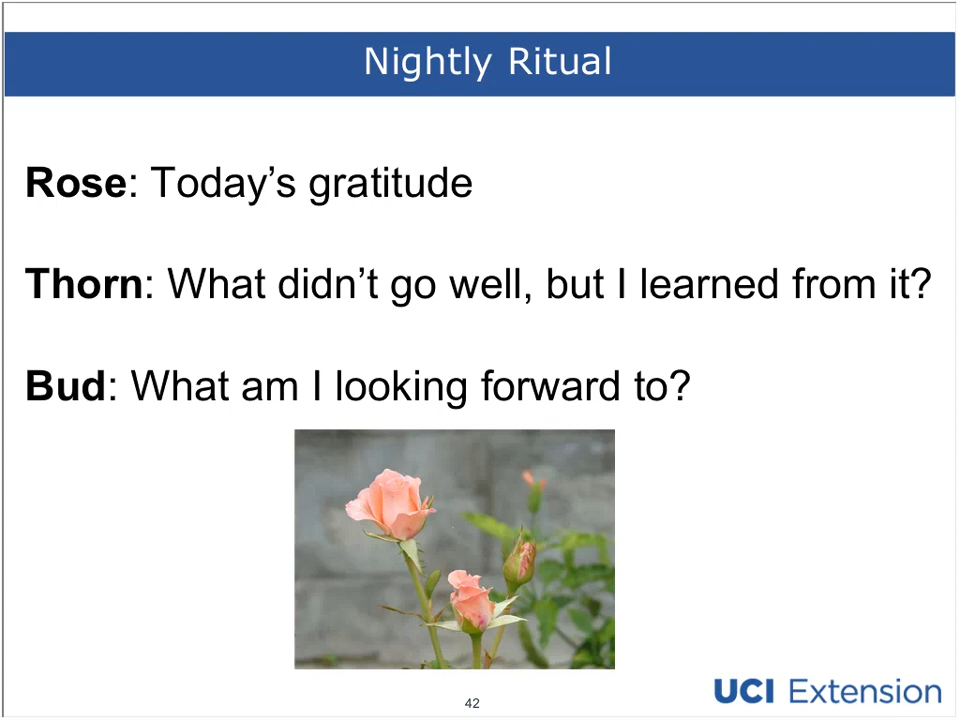 Nightly Ritual
Rose: Today’s gratitude
Thorn: What didn’t go well, but I learned from it?
Bud: What am I looking forward to?
42
UCI Extension